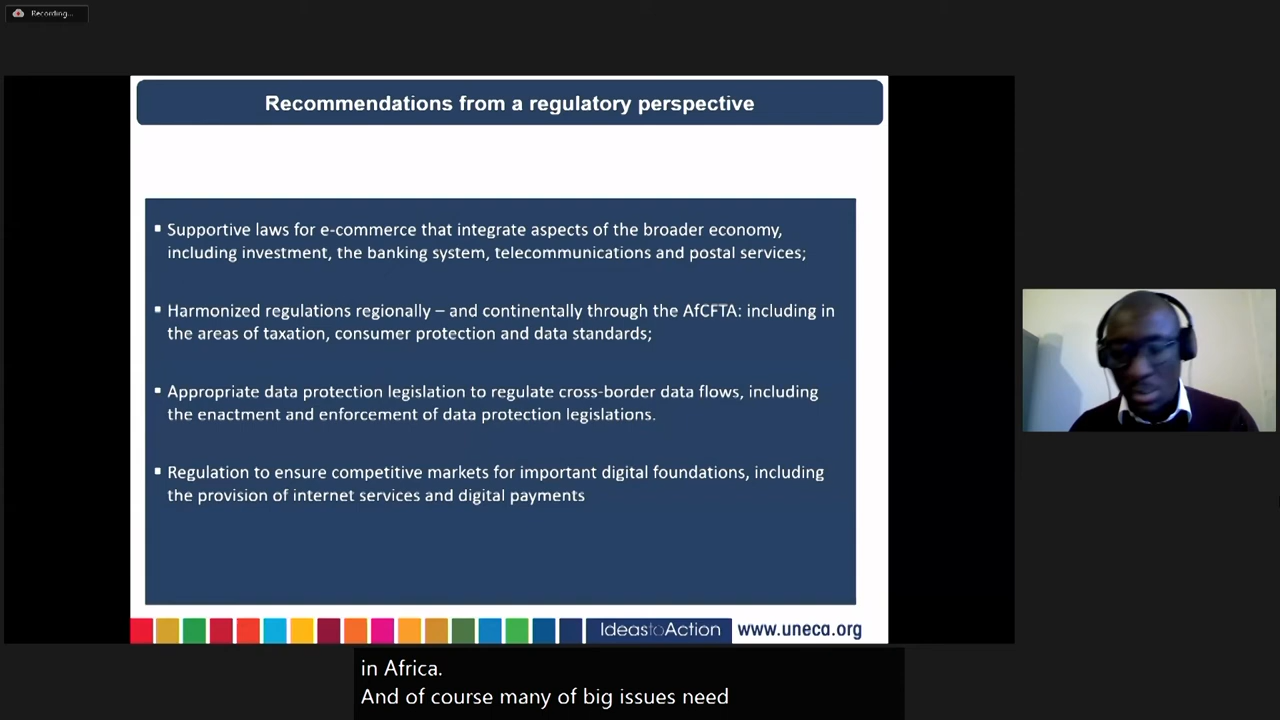 Recording...
Recommendations from a regulatory perspective
▪ Supportive laws for e-commerce that integrate aspects of the broader economy,
including investment, the banking system, telecommunications and postal services;
▪ Harmonized regulations regionally – and continentally through the AfCFTA: including in
the areas of taxation, consumer protection and data standards;
▪ Appropriate data protection legislation to regulate cross-border data flows, including
the enactment and enforcement of data protection legislations.
▪ Regulation to ensure competitive markets for important digital foundations, including
the provision of internet services and digital payments
IdeastoAction www.uneca.org
in Africa.
And of course many of big issues need